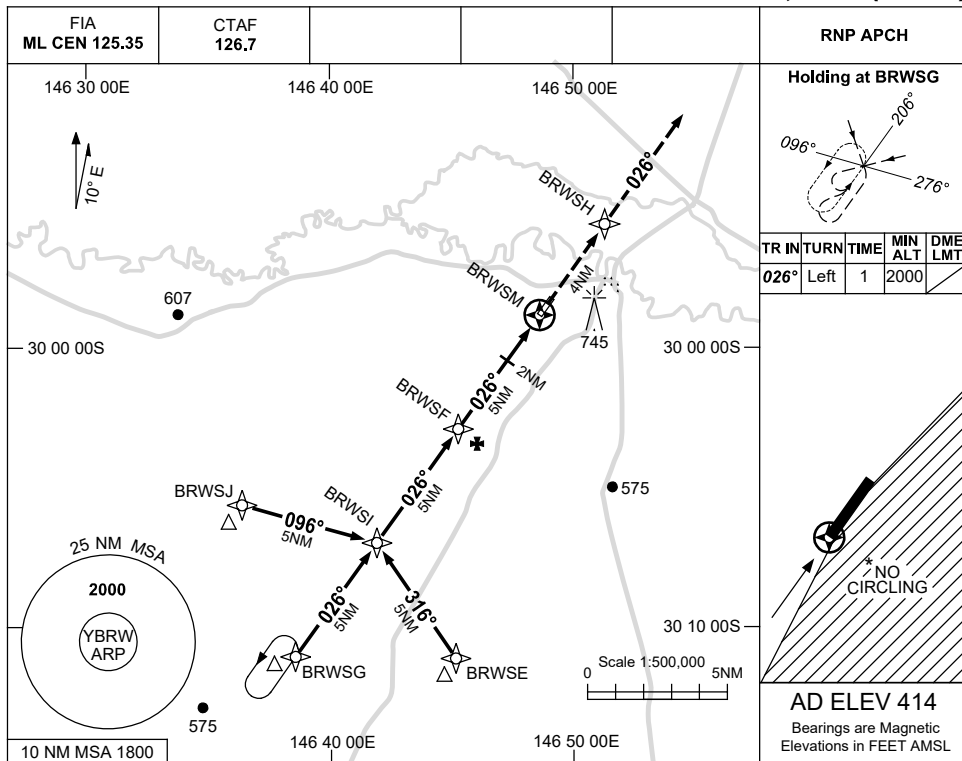 FIA
ML CEN 125.35
CTAF
126.7
RNP APCH
146 30 00E
146 40 00E
146 50 00E
Holding at BRWSG
206°
096°
276°
TR IN TURN TIME MIN ALT DME LMT
026° Left 1 2000
10° E
026°
BRWSH
4NM
BRWSM
607
745
30 00 00S
30 00 00S
2NM
026°
5NM
BRWSF
575
026°
5NM
BRWSJ
BRWSI
096°
5NM
25 NM MSA
2000
YBRW
ARP
026°
5NM
316°
5NM
30 10 00S
BRWSG
BRWSE
Scale 1:500,000
0 5NM
575
*NO
CIRCLING
AD ELEV 414
Bearings are Magnetic
Elevations in FEET AMSL
146 40 00E
146 50 00E
10 NM MSA 1800